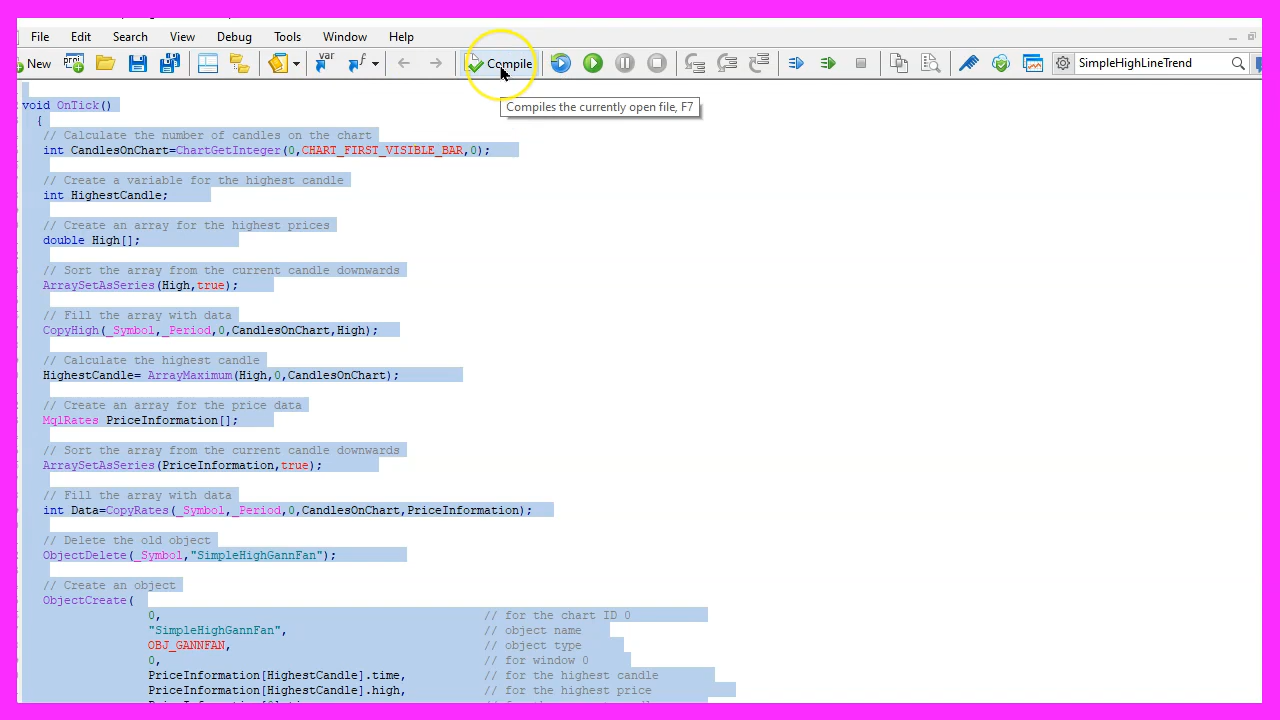 File Edit Search View Debug Tools Window Help
New Compile SimpleHighLineTrend
Compiles the currently open file, F7
void OnTick()
{
// Calculate the number of candles on the chart
int CandlesOnChart=ChartGetInteger(0,CHART_FIRST_VISIBLE_BAR,0);
// Create a variable for the highest candle
int HighestCandle;
// Create an array for the highest prices
double High[];
// Sort the array from the current candle downwards
ArraySetAsSeries(High,true);
// Fill the array with data
CopyHigh(_Symbol,_Period,0,CandlesOnChart,High);
// Calculate the highest candle
HighestCandle= ArrayMaximum(High,0,CandlesOnChart);
// Create an array for the price data
MqlRates PriceInformation[];
// Sort the array from the current candle downwards
ArraySetAsSeries(PriceInformation,true);
// Fill the array with data
int Data=CopyRates(_Symbol,_Period,0,CandlesOnChart,PriceInformation);
// Delete the old object
ObjectDelete(_Symbol,"SimpleHighGannFan");
// Create an object
ObjectCreate(
0, // for the chart ID 0
"SimpleHighGannFan", // object name
OBJ_GANNFAN, // object type
0, // for window 0
PriceInformation[HighestCandle].time, // for the highest candle
PriceInformation[HighestCandle].high, // for the highest price